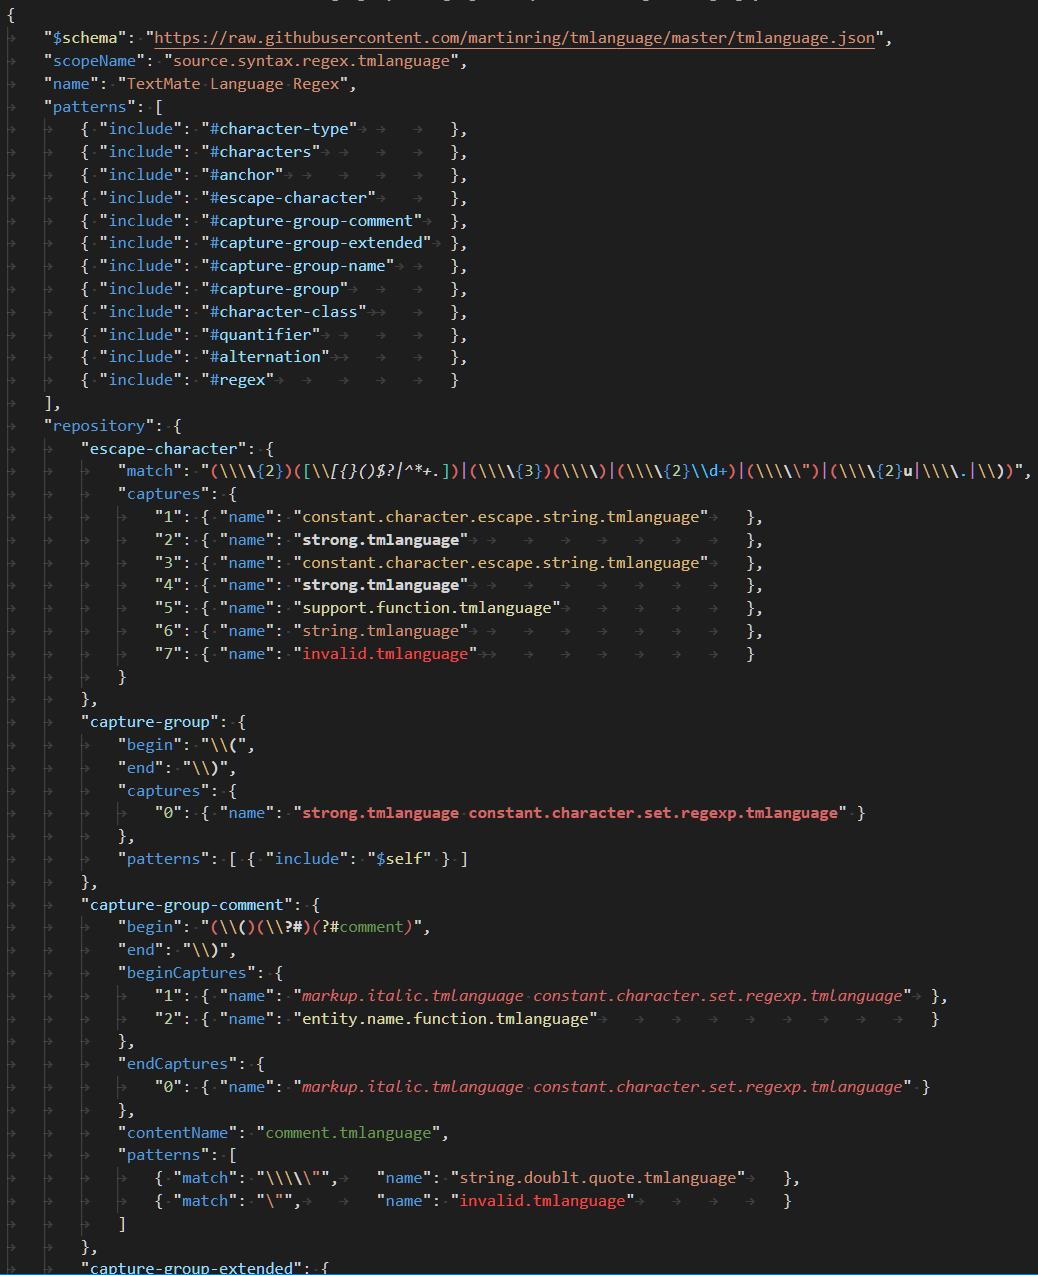 {
"$schema": "https://raw.githubusercontent.com/martinring/tmlanguage/master/tmlanguage.json",
"scopeName": "source.syntax.regex.tmlanguage",
"name": "TextMate Language Regex",
"patterns": [
{ "include": "#character-type" },
{ "include": "#characters" },
{ "include": "#anchor" },
{ "include": "#escape-character" },
{ "include": "#capture-group-comment" },
{ "include": "#capture-group-extended" },
{ "include": "#capture-group-name" },
{ "include": "#capture-group" },
{ "include": "#character-class" },
{ "include": "#quantifier" },
{ "include": "#alternation" },
{ "include": "#regex" }
],
"repository": {
"escape-character": {
"match": "(\\\\{2})([\\[{}()$?|^*+.])|(\\\\{3})(\\\\)|(\\\\{2}\\d+)|(\\\\\")|(\\\\{2}u|\\\\.|\\))",
"captures": {
"1": { "name": "constant.character.escape.string.tmlanguage" },
"2": { "name": "strong.tmlanguage" },
"3": { "name": "constant.character.escape.string.tmlanguage" },
"4": { "name": "strong.tmlanguage" },
"5": { "name": "support.function.tmlanguage" },
"6": { "name": "string.tmlanguage" },
"7": { "name": "invalid.tmlanguage" }
}
},
"capture-group": {
"begin": "\\(",
"end": "\\)",
"captures": {
"0": { "name": "strong.tmlanguage constant.character.set.regexp.tmlanguage" }
},
"patterns": [ { "include": "$self" } ]
},
"capture-group-comment": {
"begin": "(\\()(\\?#)(?#comment)",
"end": "\\)",
"beginCaptures": {
"1": { "name": "markup.italic.tmlanguage constant.character.set.regexp.tmlanguage" },
"2": { "name": "entity.name.function.tmlanguage" }
},
"endCaptures": {
"0": { "name": "markup.italic.tmlanguage constant.character.set.regexp.tmlanguage" }
},
"contentName": "comment.tmlanguage",
"patterns": [
{ "match": "\\\\\"", "name": "string.doublt.quote.tmlanguage" },
{ "match": "\"", "name": "invalid.tmlanguage" }
]
},
"capture-group-extended": {